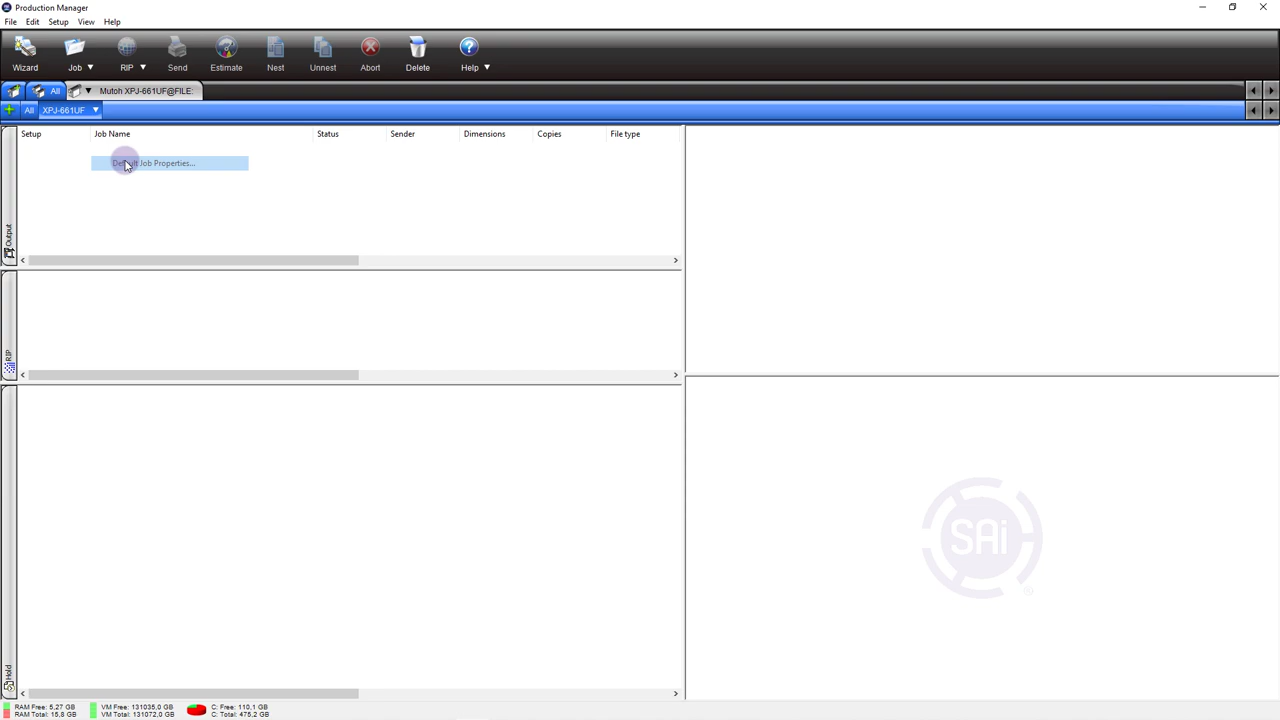 Production Manager
File Edit Setup View Help
Wizard Job RIP Send Estimate Nest Unnest Abort Delete Help
All Mutoh XPJ-661UF@FILE:
All XPJ-661UF
Setup Job Name Status Sender Dimensions Copies File type
Default Job Properties...
Output
RIP
Hold
SAi
RAM Free: 5.27 GB VM Free: 131035,0 GB C: Free: 110,1 GB
RAM Total: 15,8 GB VM Total: 131072,0 GB C: Total: 475,2 GB